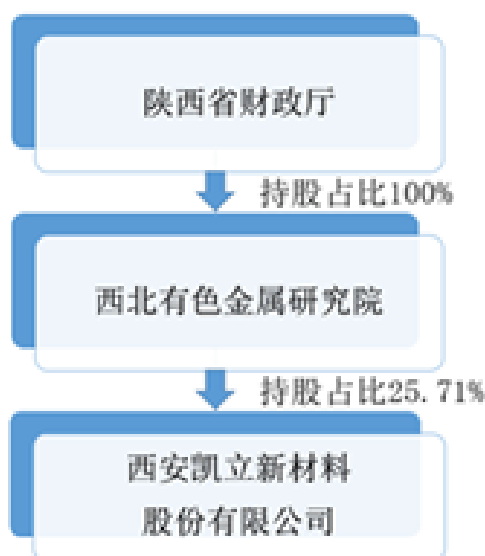 陕西省财政厅
持股占比100%
西北有色金属研究院
持股占比25.71%
西安凯立新材料
股份有限公司